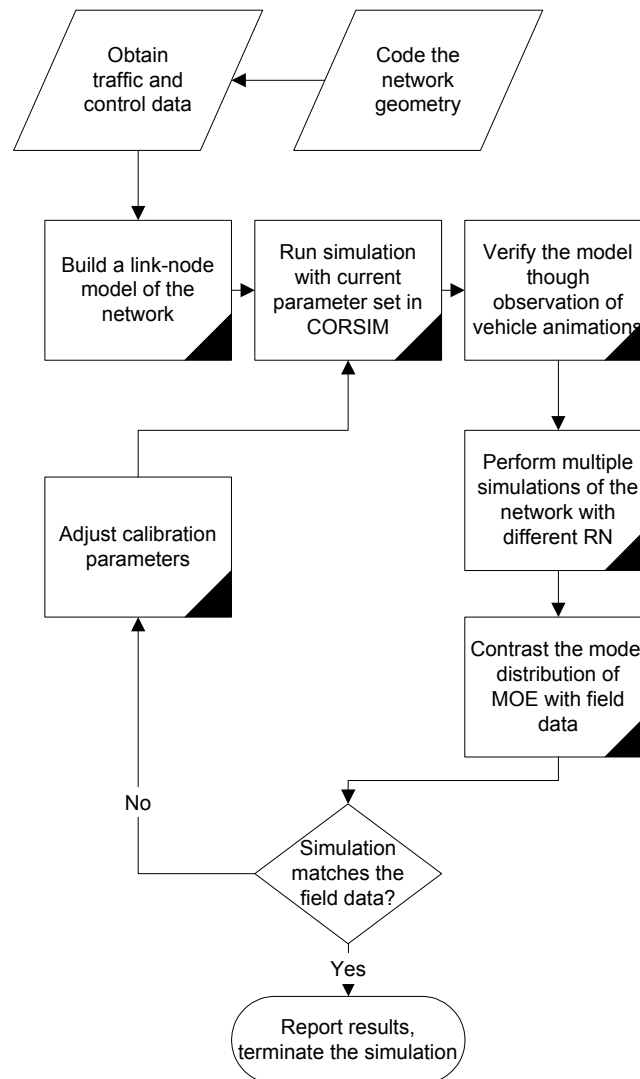 Obtain
traffic and
control data
Code the
network
geometry
Build a link-node
model of the
network
Run simulation
with current
parameter set in
CORSIM
Verify the model
though
observation of
vehicle animations
Perform multiple
simulations of the
network with
different RN
Adjust calibration
parameters
Contrast the mode
distribution of
MOE with field
data
No
Simulation
matches the
field data?
Yes
Report results,
terminate the simulation